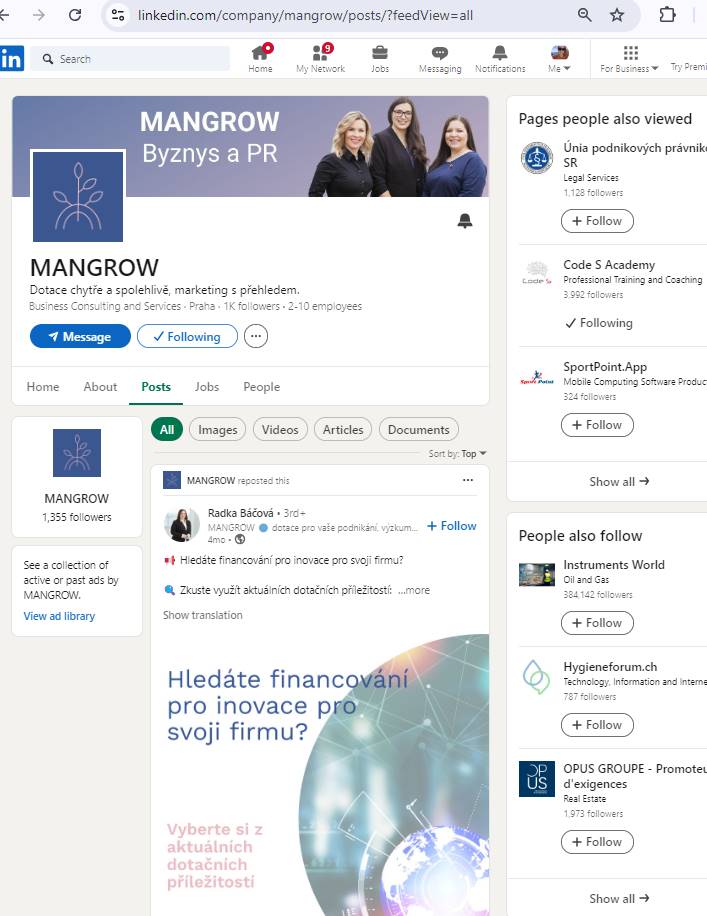 linkedin.com/company/mangrow/posts/?feedView=all
in
Search
Home
9
My Network
Jobs
Messaging
Notifications
Me
For Business
Try Premi
MANGROW
Byznys a PR
MANGROW
Dotace chytře a spolehlivě, marketing s přehledem.
Business Consulting and Services · Praha · 1K followers · 2-10 employees
Message
Following
Home
About
Posts
Jobs
People
MANGROW
1,355 followers
See a collection of
active or past ads by
MANGROW.
View ad library
All
Images
Videos
Articles
Documents
Sort by: Top
MANGROW reposted this
Radka Báčová • 3rd+
MANGROW 🔵 dotace pro vaše podnikání, výzkum...
4mo •
+ Follow
📢 Hledáte financování pro inovace pro svoji firmu?
🔍 Zkuste využít aktuálních dotačních příležitostí: ...more
Show translation
Hledáte financování
pro inovace pro
svoji firmu?
Vyberte si z
aktuálních
dotačních
příležitostí
Pages people also viewed
Únia podnikových právnik
SR
Legal Services
1,128 followers
+ Follow
Code S
Code S Academy
Professional Training and Coaching
3,992 followers
Following
Sport Point
SportPoint.App
Mobile Computing Software Produc
324 followers
+ Follow
Show all →
People also follow
Instruments World
Oil and Gas
384,142 followers
+ Follow
Hygieneforum.ch
Technology, Information and Interne
787 followers
+ Follow
OPUS
OPUS GROUPE - Promoteu
d'exigences
Real Estate
1,973 followers
+ Follow
Show all →